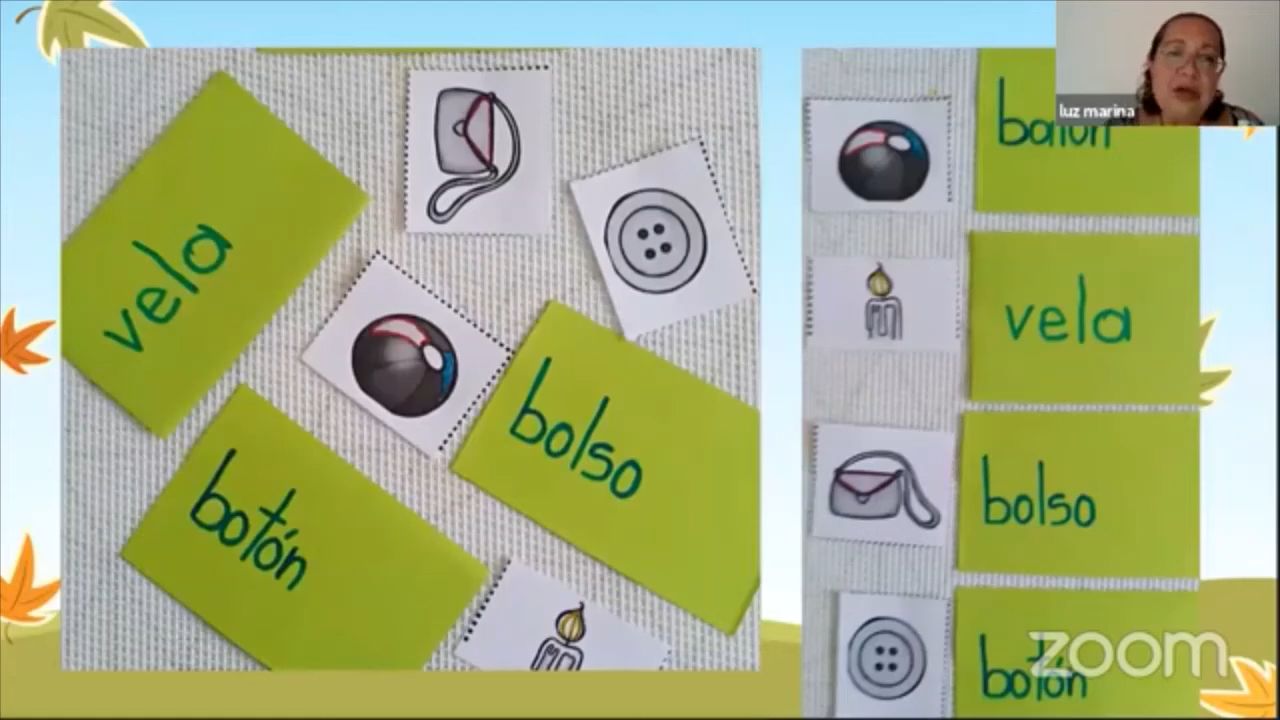 vela
botón
bolso
balón
vela
bolso
botón
luz marina
zoom